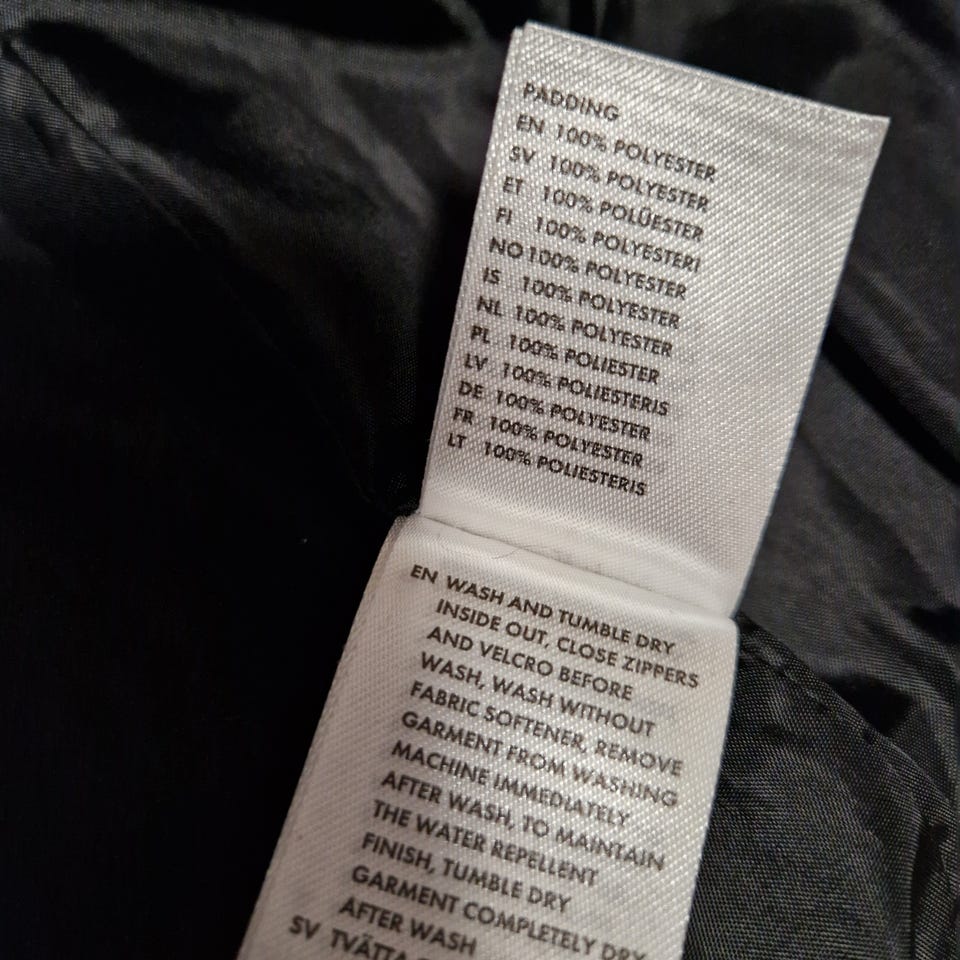 PADDING
EN 100% POLYESTER
SV 100% POLYESTER
ET 100% POLÜESTER
FI 100% POLYESTERI
NO 100% POLYESTER
IS 100% POLYESTER
NL 100% POLYESTER
PL 100% POLIESTER
LV 100% POLIESTERIS
DE 100% POLYESTER
FR 100% POLYESTER
LT 100% POLIESTERIS
EN WASH AND TUMBLE DRY
INSIDE OUT, CLOSE ZIPPERS
AND VELCRO BEFORE
WASH, WASH WITHOUT
FABRIC SOFTENER, REMOVE
GARMENT FROM WASHING
MACHINE IMMEDIATELY
AFTER WASH, TO MAINTAIN
THE WATER REPELLENT
FINISH, TUMBLE DRY
GARMENT COMPLETELY DRY
AFTER WASH
SV TVÄTTA